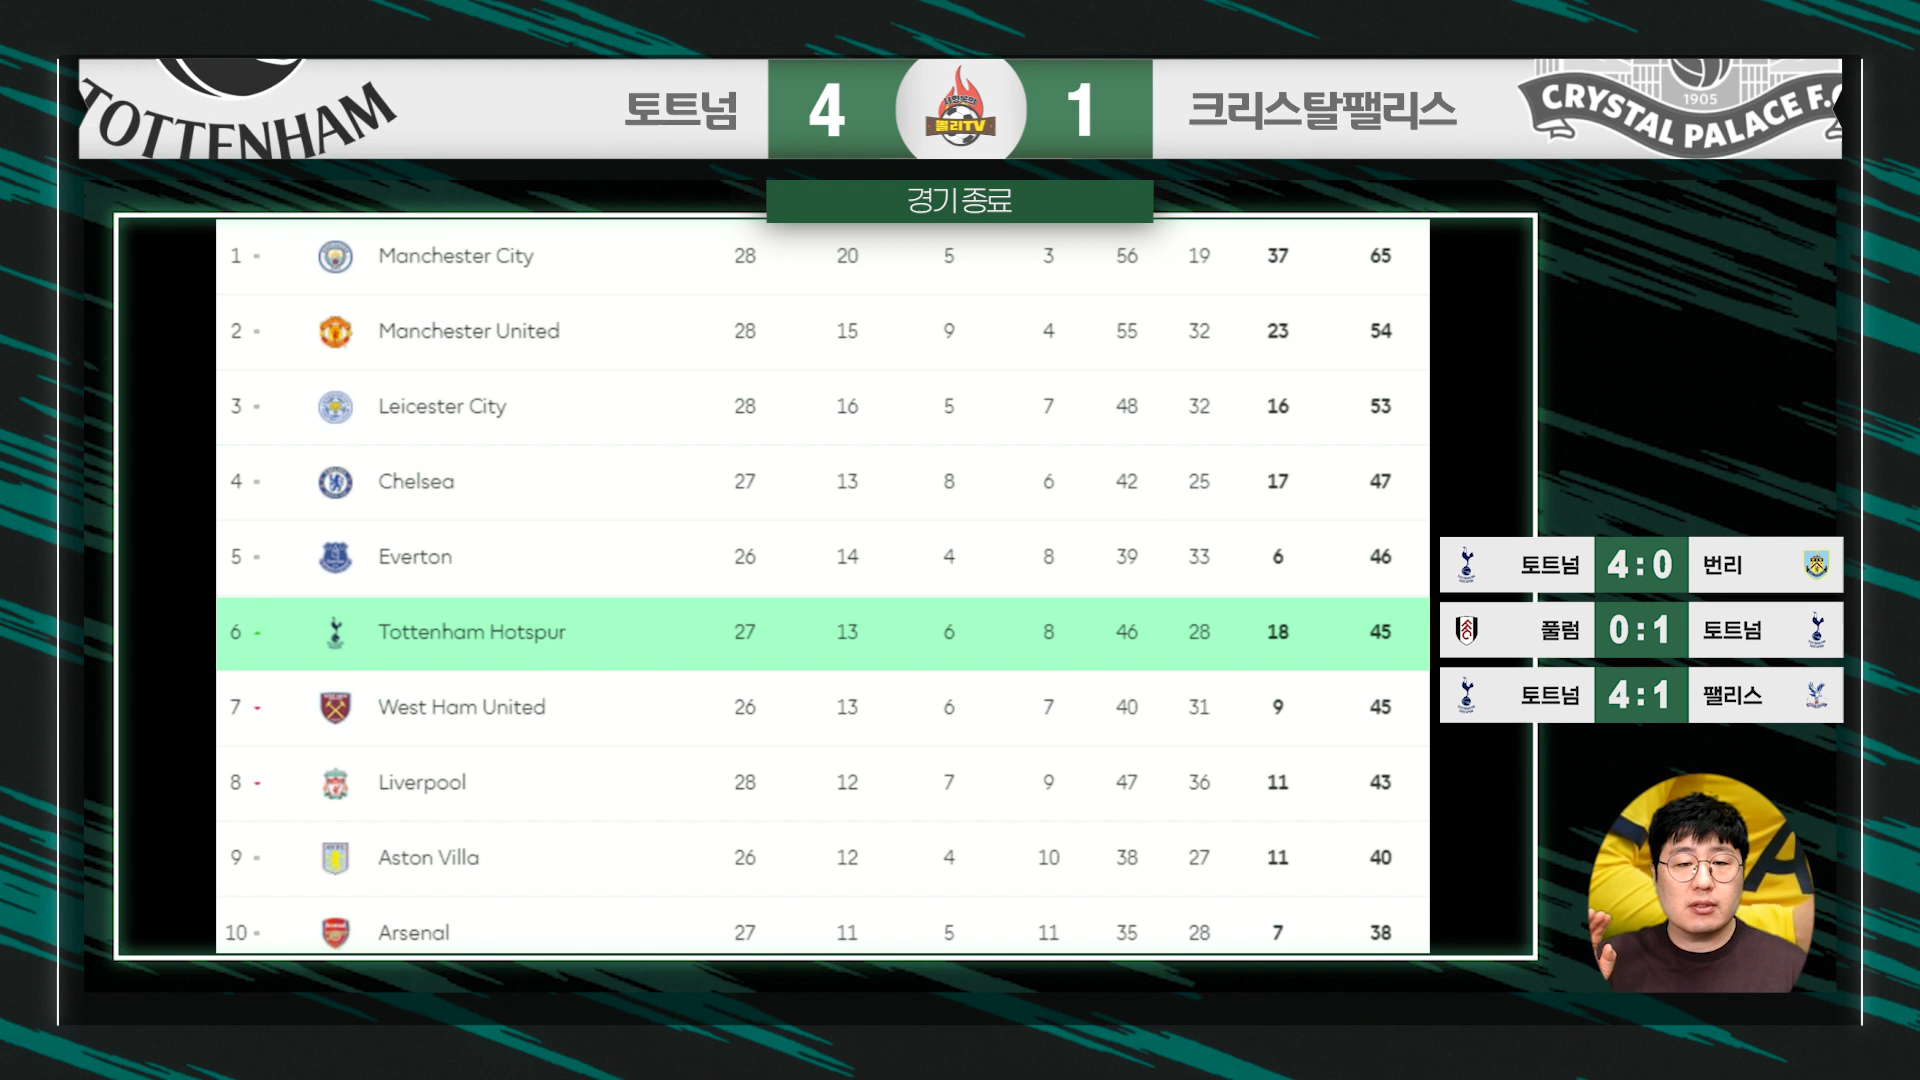 TOTTENHAM
토트넘 4 1 크리스탈팰리스
1905
CRYSTAL PALACE F.C
볼리TV
경기 종료
1 Manchester City 28 20 5 3 56 19 37 65
2 Manchester United 28 15 9 4 55 32 23 54
3 Leicester City 28 16 5 7 48 32 16 53
4 Chelsea 27 13 8 6 42 25 17 47
5 Everton 26 14 4 8 39 33 6 46
6 Tottenham Hotspur 27 13 6 8 46 28 18 45
7 West Ham United 26 13 6 7 40 31 9 45
8 Liverpool 28 12 7 9 47 36 11 43
9 Aston Villa 26 12 4 10 38 27 11 40
10 Arsenal 27 11 5 11 35 28 7 38
토트넘 4:0 번리
풀럼 0:1 토트넘
토트넘 4:1 팰리스